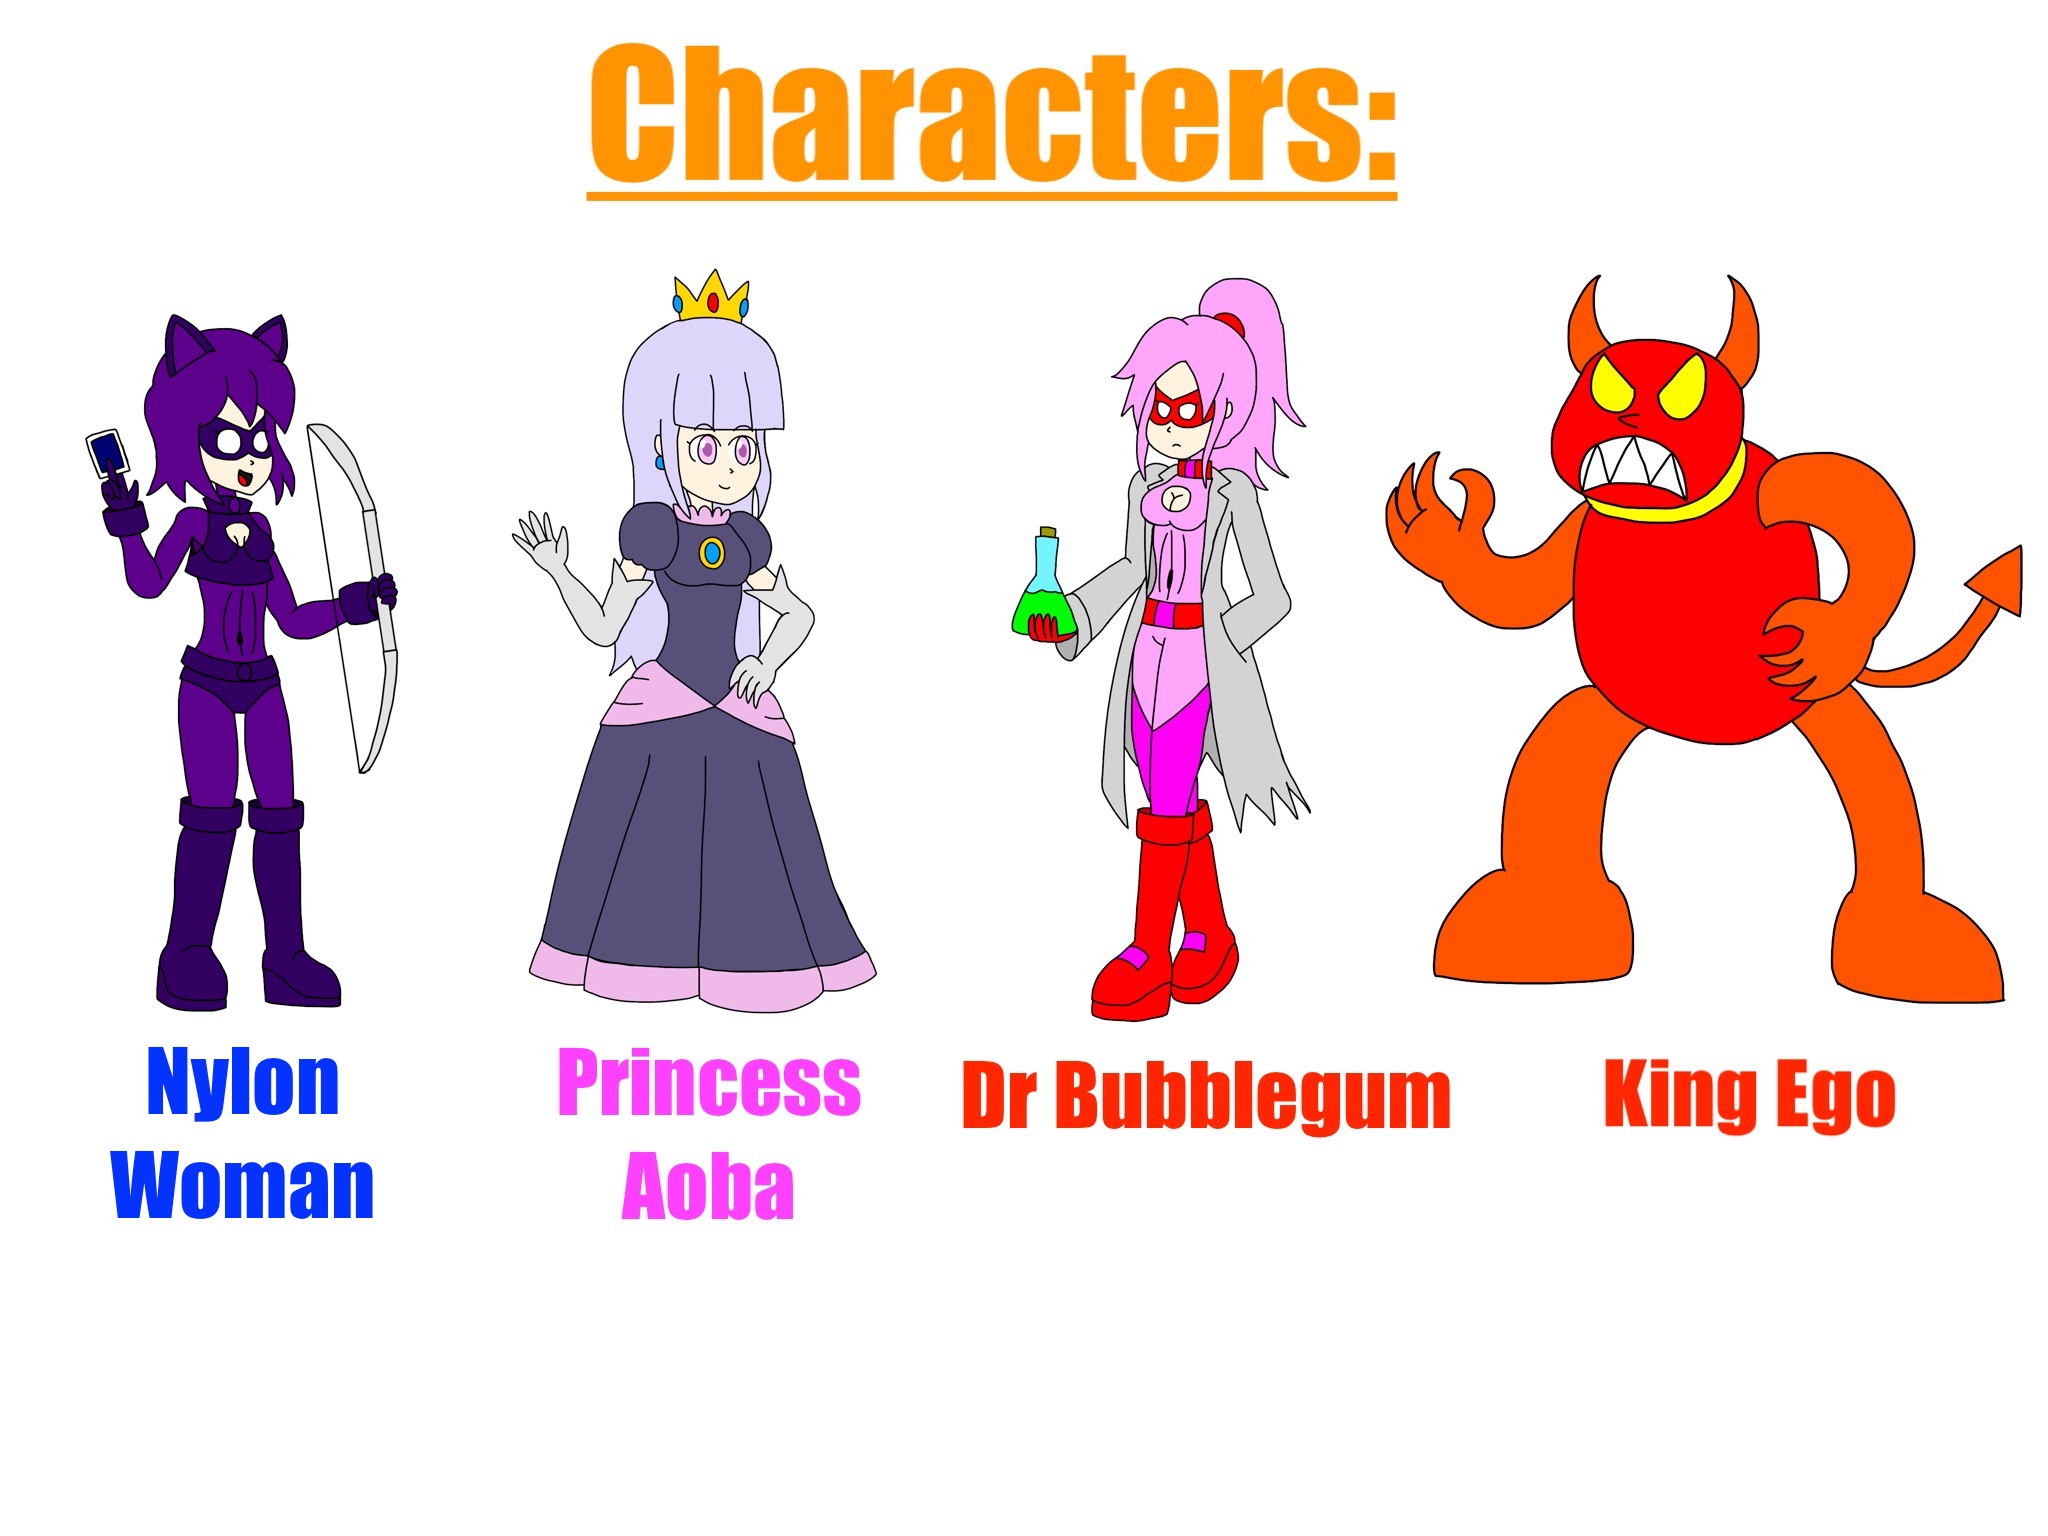 Characters:
Nylon
Woman
Princess
Aoba
Dr Bubblegum
King Ego